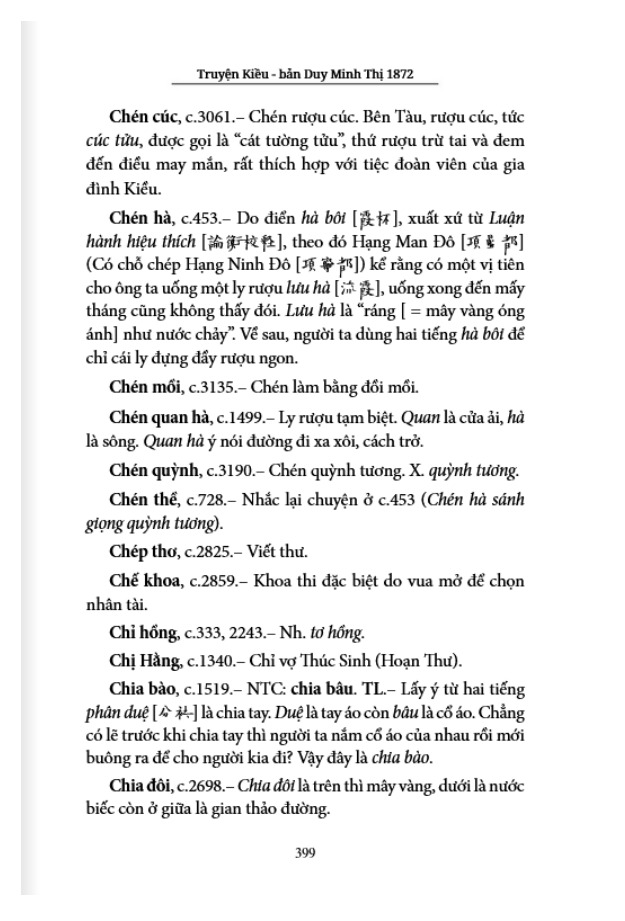 Truyện Kiều - bản Duy Minh Thị 1872
Chén cúc, c.3061.– Chén rượu cúc. Bên Tàu, rượu cúc, tức
cúc tửu, được gọi là “cát tường tửu”, thứ rượu trừ tai và đem
đến điều may mắn, rất thích hợp với tiệc đoàn viên của gia
đình Kiều.
Chén hà, c.453.– Do điển hà bôi [霞杯], xuất xứ từ Luận
hành hiệu thích [論衡校輊], theo đó Hạng Man Đô [項曼都]
(Có chỗ chép Hạng Ninh Đô [項寧都]) kể rằng có một vị tiên
cho ông ta uống một ly rượu lưu hà [流霞], uống xong đến mấy
tháng cũng không thấy đói. Lưu hà là “ráng [ = mây vàng óng
ánh] như nước chảy”. Về sau, người ta dùng hai tiếng hà bôi để
chỉ cái ly đựng đầy rượu ngon.
Chén mồi, c.3135.– Chén làm bằng đồi mồi.
Chén quan hà, c.1499.– Ly rượu tạm biệt. Quan là cửa ải, hà
là sông. Quan hà ý nói đường đi xa xôi, cách trở.
Chén quỳnh, c.3190.– Chén quỳnh tương. X. quỳnh tương.
Chén thề, c.728.– Nhắc lại chuyện ở c.453 (Chén hà sánh
giọng quỳnh tương).
Chép thơ, c.2825.– Viết thư.
Chế khoa, c.2859.– Khoa thi đặc biệt do vua mở để chọn
nhân tài.
Chỉ hồng, c.333, 2243.– Nh. tơ hồng.
Chị Hằng, c.1340.– Chỉ vợ Thúc Sinh (Hoạn Thư).
Chia bào, c.1519.– NTC: chia bâu. TL.– Lấy ý từ hai tiếng
phân duệ [分袂] là chia tay. Duệ là tay áo còn bâu là cổ áo. Chẳng
có lẽ trước khi chia tay thì người ta nắm cổ áo của nhau rồi mới
buông ra để cho người kia đi? Vậy đây là chia bào.
Chia đôi, c.2698.– Chia đôi là trên thì mây vàng, dưới là nước
biếc còn ở giữa là gian thảo đường.
399